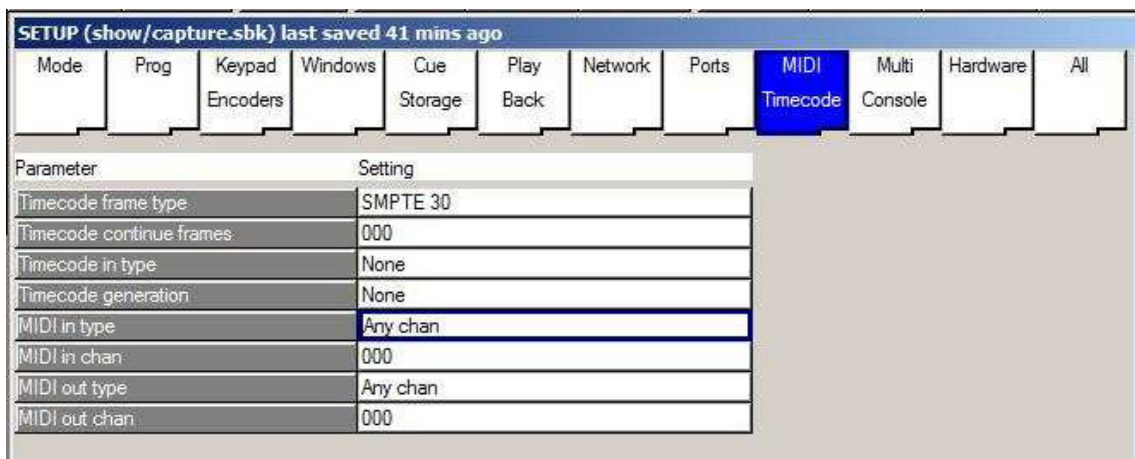 SETUP (show/capture.sbk) last saved 41 mins ago
Mode Prog Keypad Encoders Windows Cue Storage Play Back Network Ports MIDI Timecode Multi Console Hardware All
Parameter Setting
Timecode frame type SMPTE 30
Timecode continue frames 000
Timecode in type None
Timecode generation None
MIDI in type Any chan
MIDI in chan 000
MIDI out type Any chan
MIDI out chan 000